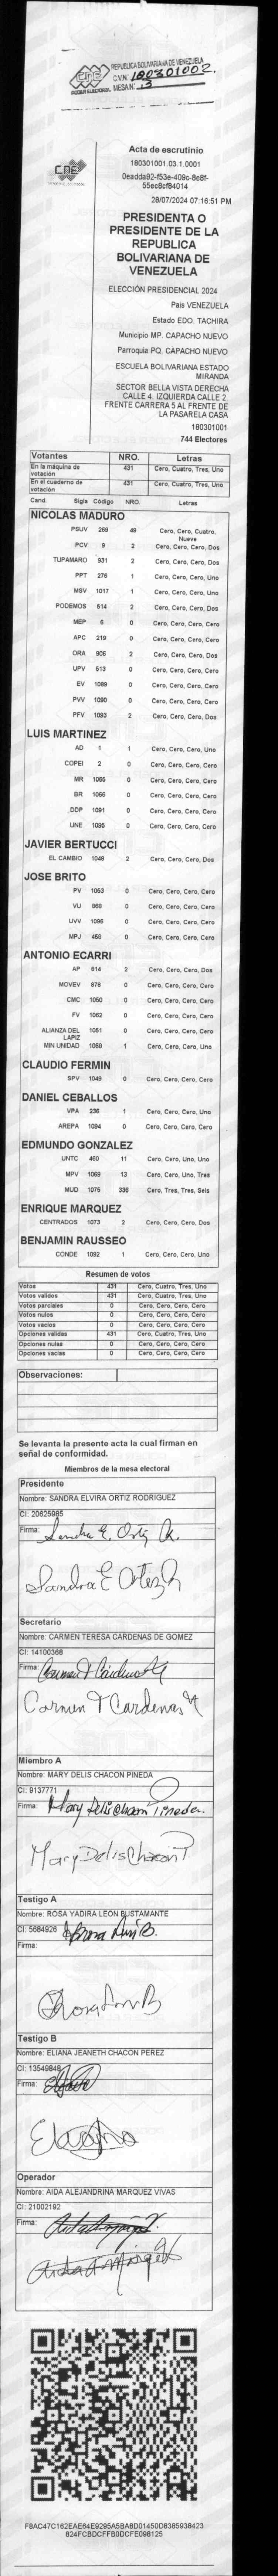 CNE
PODER ELECTORAL
REPUBLICA BOLIVARIANA DE VENEZUELA
C.V.N: 180301002.
MESA N°: 3
CNE
Acta de escrutinio
180301001.03.1.0001
0eadda92-f53e-409c-8e8f-
55ec8cf84014
28/07/2024 07:16:51 PM
PRESIDENTA O
PRESIDENTE DE LA
REPUBLICA
BOLIVARIANA DE
VENEZUELA
ELECCIÓN PRESIDENCIAL 2024
Pais VENEZUELA
Estado EDO. TACHIRA
Municipio MP. CAPACHO NUEVO
Parroquia PQ. CAPACHO NUEVO
ESCUELA BOLIVARIANA ESTADO
MIRANDA
SECTOR BELLA VISTA DERECHA
CALLE 4. IZQUIERDA CALLE 2.
FRENTE CARRERA 5 AL FRENTE DE
LA PASARELA CASA
180301001
744 Electores
Votantes NRO. Letras
En la máquina de votación 431 Cero, Cuatro, Tres, Uno
En el cuaderno de votación 431 Cero, Cuatro, Tres, Uno
Cand. Sigla Código NRO. Letras
NICOLAS MADURO
PSUV 269 49 Cero, Cero, Cuatro, Nueve
PCV 9 2 Cero, Cero, Cero, Dos
TUPAMARO 931 2 Cero, Cero, Cero, Dos
PPT 276 1 Cero, Cero, Cero, Uno
MSV 1017 1 Cero, Cero, Cero, Uno
PODEMOS 514 2 Cero, Cero, Cero, Dos
MEP 6 0 Cero, Cero, Cero, Cero
APC 219 0 Cero, Cero, Cero, Cero
ORA 906 2 Cero, Cero, Cero, Dos
UPV 613 0 Cero, Cero, Cero, Cero
EV 1089 0 Cero, Cero, Cero, Cero
PVV 1090 0 Cero, Cero, Cero, Cero
PFV 1093 2 Cero, Cero, Cero, Dos
LUIS MARTINEZ
AD 1 1 Cero, Cero, Cero, Uno
COPEI 2 0 Cero, Cero, Cero, Cero
MR 1065 0 Cero, Cero, Cero, Cero
BR 1066 0 Cero, Cero, Cero, Cero
DDP 1091 0 Cero, Cero, Cero, Cero
UNE 1095 0 Cero, Cero, Cero, Cero
JAVIER BERTUCCI
EL CAMBIO 1048 2 Cero, Cero, Cero, Dos
JOSE BRITO
PV 1053 0 Cero, Cero, Cero, Cero
VU 868 0 Cero, Cero, Cero, Cero
UVV 1096 0 Cero, Cero, Cero, Cero
MPJ 458 0 Cero, Cero, Cero, Cero
ANTONIO ECARRI
AP 814 2 Cero, Cero, Cero, Dos
MOVEV 978 0 Cero, Cero, Cero, Cero
CMC 1050 0 Cero, Cero, Cero, Cero
FV 1052 0 Cero, Cero, Cero, Cero
ALIANZA DEL LAPIZ 1051 0 Cero, Cero, Cero, Cero
MIN UNIDAD 1088 1 Cero, Cero, Cero, Uno
CLAUDIO FERMIN
SPV 1049 0 Cero, Cero, Cero, Cero
DANIEL CEBALLOS
VPA 236 1 Cero, Cero, Cero, Uno
AREPA 1094 0 Cero, Cero, Cero, Cero
EDMUNDO GONZALEZ
UNTC 460 11 Cero, Cero, Uno, Uno
MPV 1069 13 Cero, Cero, Uno, Tres
MUD 1075 336 Cero, Tres, Tres, Seis
ENRIQUE MARQUEZ
CENTRADOS 1073 2 Cero, Cero, Cero, Dos
BENJAMIN RAUSSEO
CONDE 1092 1 Cero, Cero, Cero, Uno
Resumen de votos
Votos 431 Cero, Cuatro, Tres, Uno
Votos validos 431 Cero, Cuatro, Tres, Uno
Votos parciales 0 Cero, Cero, Cero, Cero
Votos nulos 0 Cero, Cero, Cero, Cero
Votos vacios 0 Cero, Cero, Cero, Cero
Opciones validas 431 Cero, Cuatro, Tres, Uno
Opciones nulas 0 Cero, Cero, Cero, Cero
Opciones vacias 0 Cero, Cero, Cero, Cero
Observaciones:
Se levanta la presente acta la cual firman en
señal de conformidad.
Miembros de la mesa electoral
Presidente
Nombre: SANDRA ELVIRA ORTIZ RODRIGUEZ
CI: 20625985
Firma: Sandra E. Ortiz R.
Sandra E Ortiz R
Secretario
Nombre: CARMEN TERESA CARDENAS DE GOMEZ
CI: 14100368
Firma: Carmen T Cardenas
Carmen T Cardenas
Miembro A
Nombre: MARY DELIS CHACON PINEDA
CI: 9137771
Firma: Mary Delis Chacon Pineda.
Mary Delis Chacon P
Testigo A
Nombre: ROSA YADIRA LEON BUSTAMANTE
CI: 5684926
Firma:
Testigo B
Nombre: ELIANA JEANETH CHACON PEREZ
CI: 13549848
Firma:
Operador
Nombre: AIDA ALEJANDRINA MARQUEZ VIVAS
CI: 21002192
Firma:
F8AC47C162EAE64E9295A5BA8D01450D8385938423
824FCBDCFFB0DCFE098125